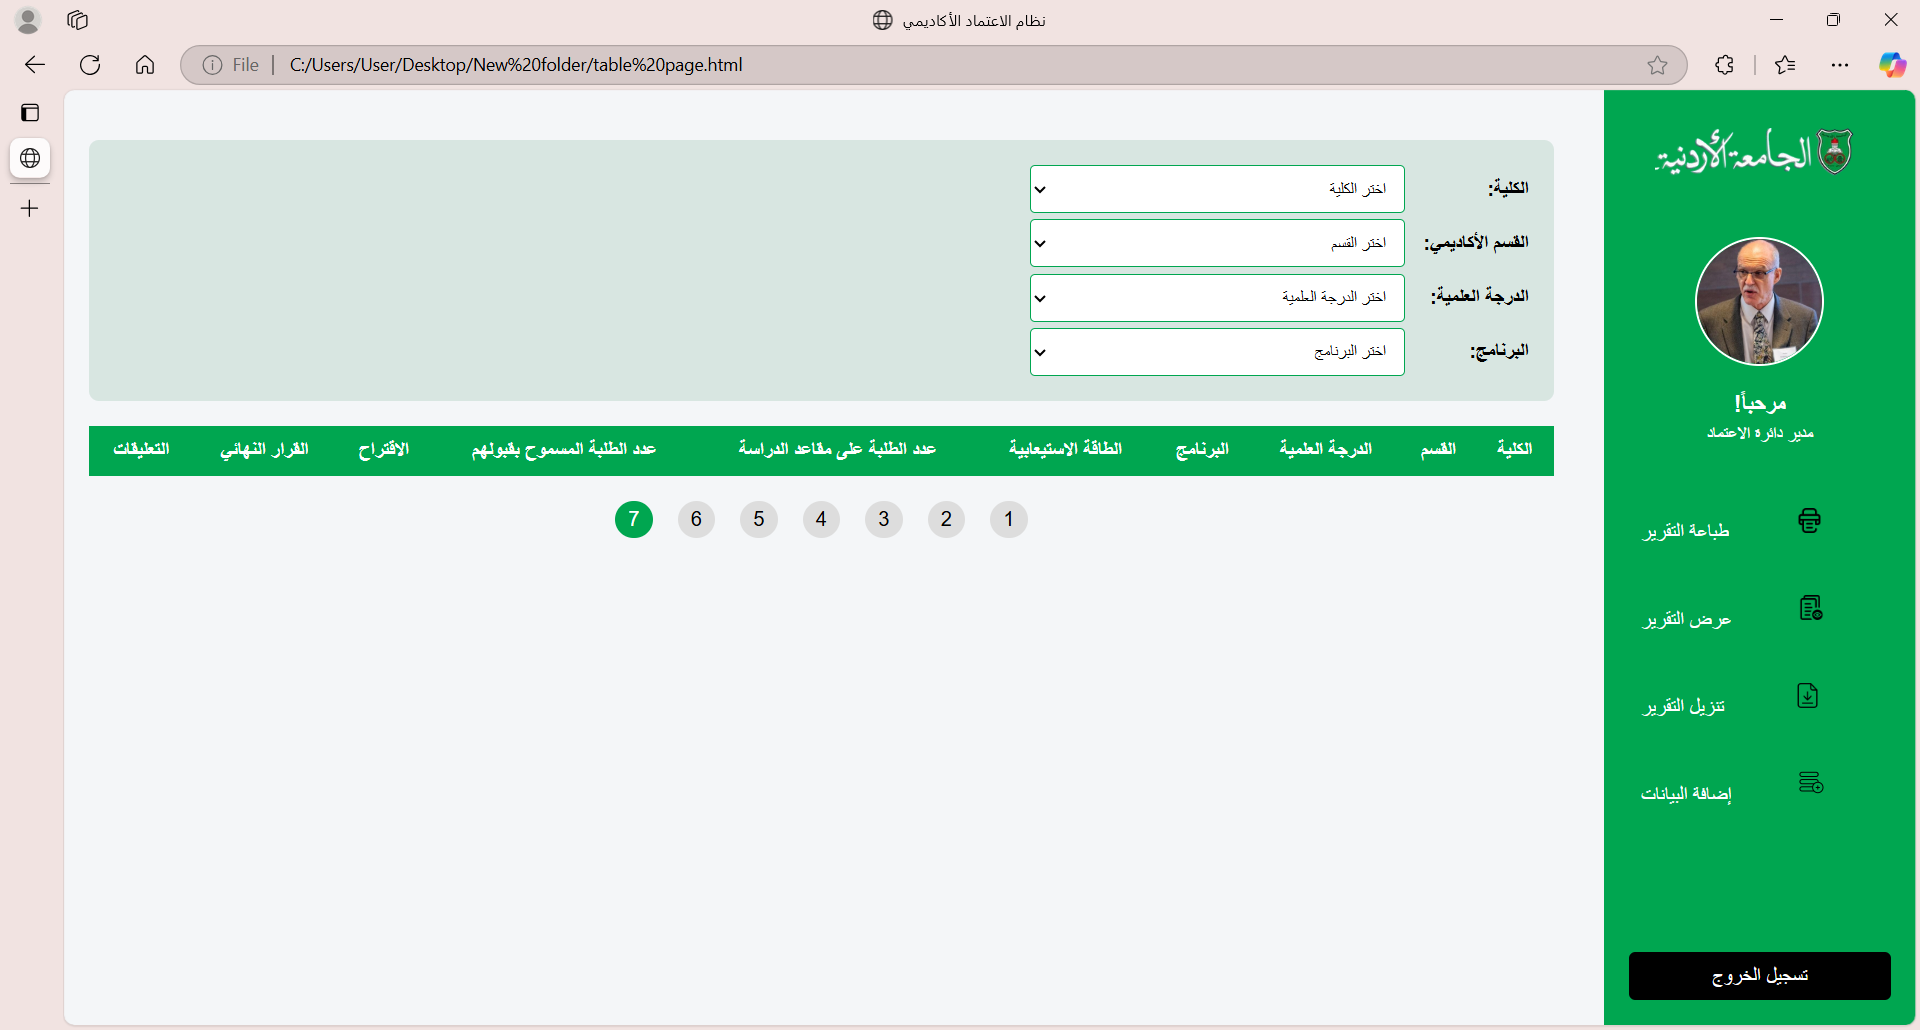 نظام الاعتماد الأكاديمي
File
C:/Users/User/Desktop/New%20folder/table%20page.html
الجامعة الأردنية
مرحباً!
مدير دائرة الاعتماد
طباعة التقرير
عرض التقرير
تنزيل التقرير
إضافة البيانات
تسجيل الخروج
الكلية: اختر الكلية
القسم الأكاديمي: اختر القسم
الدرجة العلمية: اختر الدرجة العلمية
البرنامج: اختر البرنامج
الكلية القسم الدرجة العلمية البرنامج الطاقة الاستيعابية عدد الطلبة على مقاعد الدراسة عدد الطلبة المسموح بقبولهم الاقتراح القرار النهائي التعليقات
1 2 3 4 5 6 7